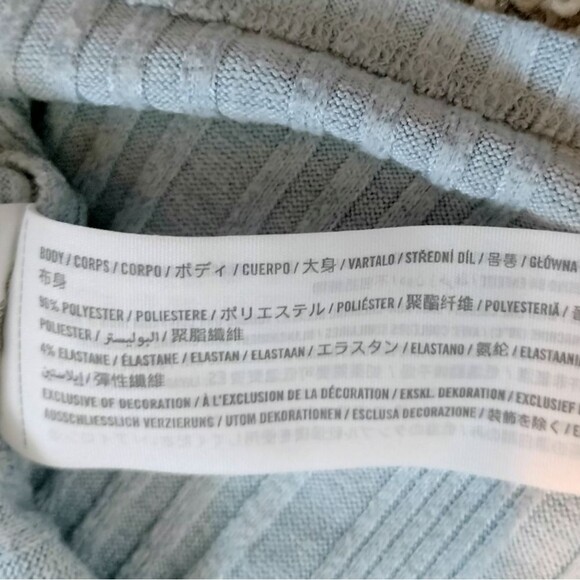 BODY / CORPS / CORPO / ボディ / CUERPO / 大身 / VARTALO / STŘEDNÍ DÍL / 몸통 / GŁÓWNA
布身
96% POLYESTER / POLIESTERE / ポリエステル / POLIÉSTER / 聚酯纤维 / POLYESTERIÄ /
POLIESTER / البوليستر / 聚脂纖維
4% ELASTANE / ÉLASTANE / ELASTAN / ELASTAAN / エラスタン / ELASTANO / 氨纶 / ELASTAANIA
إيلاستين / 彈性纖維
EXCLUSIVE OF DECORATION / À L'EXCLUSION DE LA DÉCORATION / EKSKL. DEKORATION / EXCLUSIEF
AUSSCHLIESSLICH VERZIERUNG / UTOM DEKORATIONEN / ESCLUSA DECORAZIONE / 装飾を除く / E